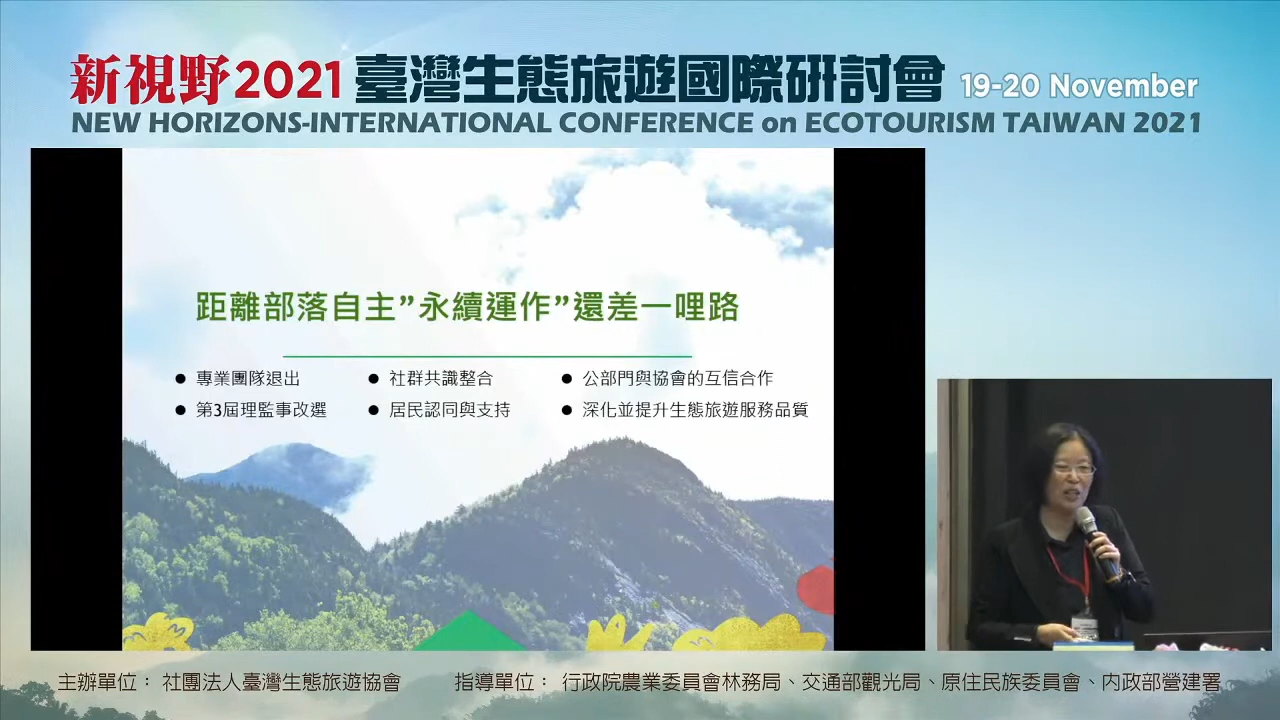 新視野2021臺灣生態旅遊國際研討會 19-20 November
NEW HORIZONS-INTERNATIONAL CONFERENCE on ECOTOURISM TAIWAN 2021
距離部落自主”永續運作”還差一哩路
● 專業團隊退出
● 社群共識整合
● 公部門與協會的互信合作
● 第3屆理監事改選
● 居民認同與支持
● 深化並提升生態旅遊服務品質
主辦單位： 社團法人臺灣生態旅遊協會
指導單位： 行政院農業委員會林務局、交通部觀光局、原住民族委員會、內政部營建署